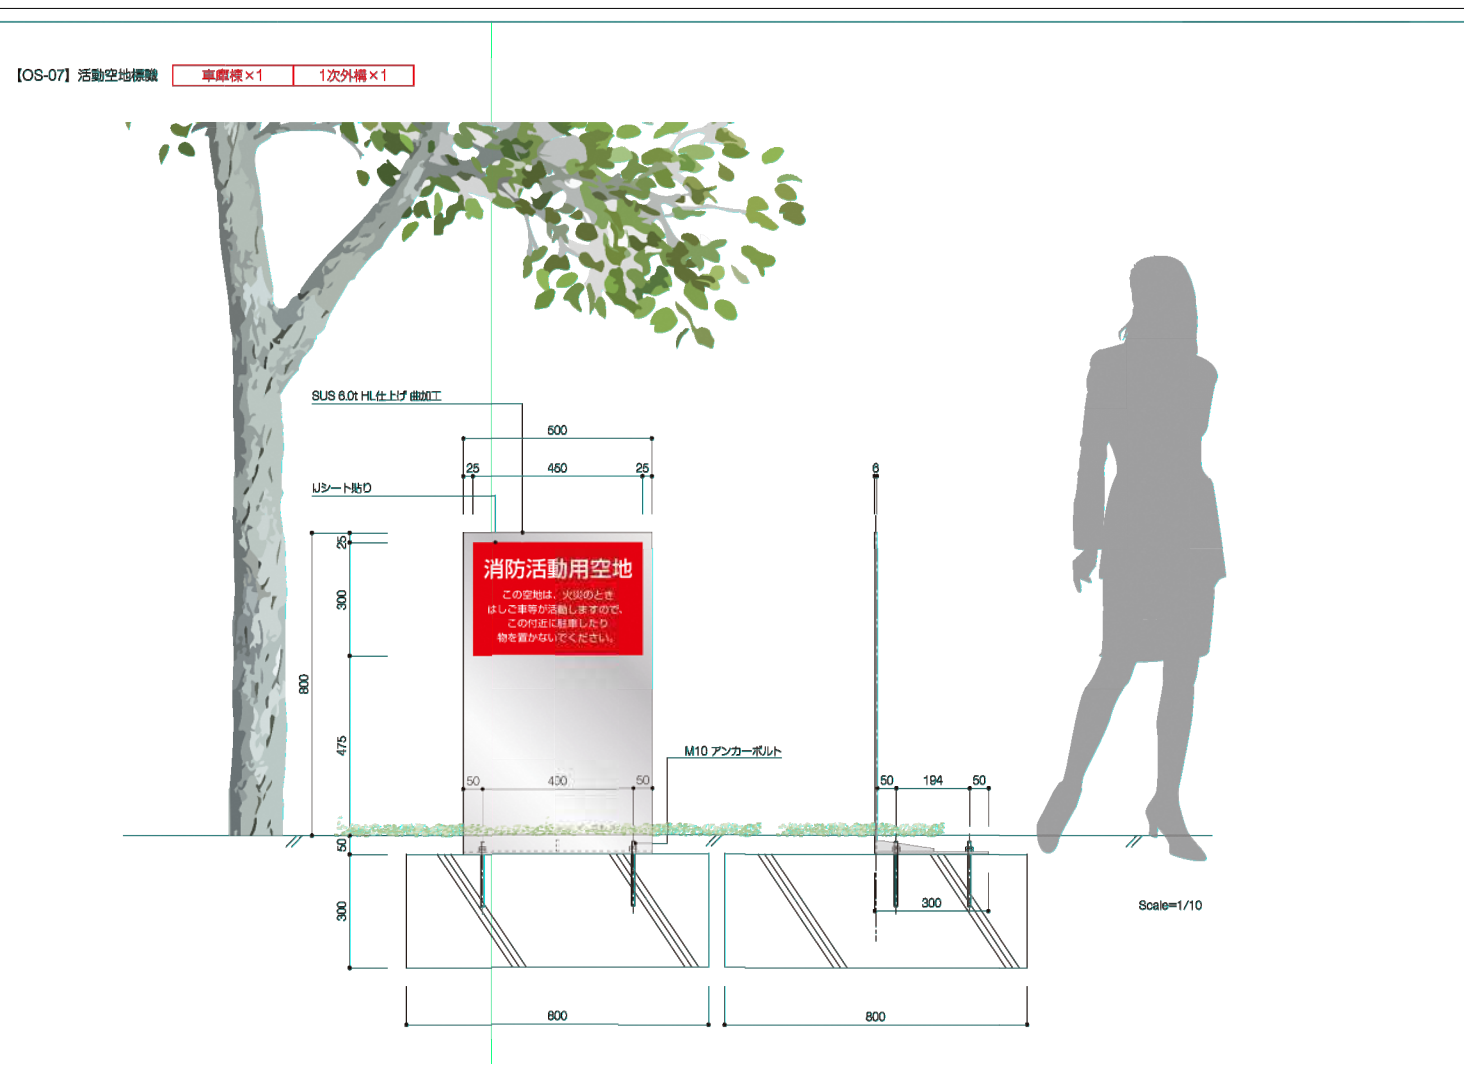 【OS-07】活動空地標識
車庫棟×1
1次外構×1
SUS 6.0t HL仕上げ 曲加工
500
25
450
25
6
IJシート貼り
25
消防活動用空地
この空地は、火災のとき
はしご車等が活動しますので、
この付近に駐車したり
物を置かないでください。
300
800
475
M10 アンカーボルト
50
400
50
50
194
50
50
300
300
Scale=1/10
800
800